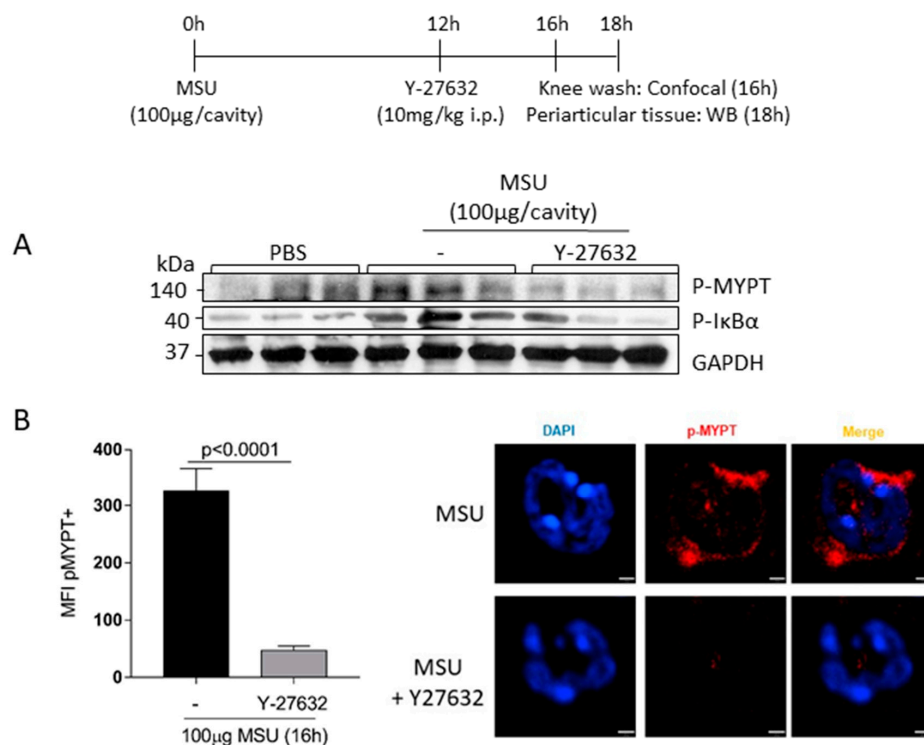 0h 12h 16h 18h
MSU Y-27632 Knee wash: Confocal (16h)
(100µg/cavity) (10mg/kg i.p.) Periarticular tissue: WB (18h)
MSU
(100µg/cavity)
A
kDa PBS - Y-27632
140 P-MYPT
40 P-IκBα
37 GAPDH
B
p<0.0001
MFI pMYPT+
400
300
200
100
0
- Y-27632
100µg MSU (16h)
DAPI p-MYPT Merge
MSU
MSU
+ Y27632